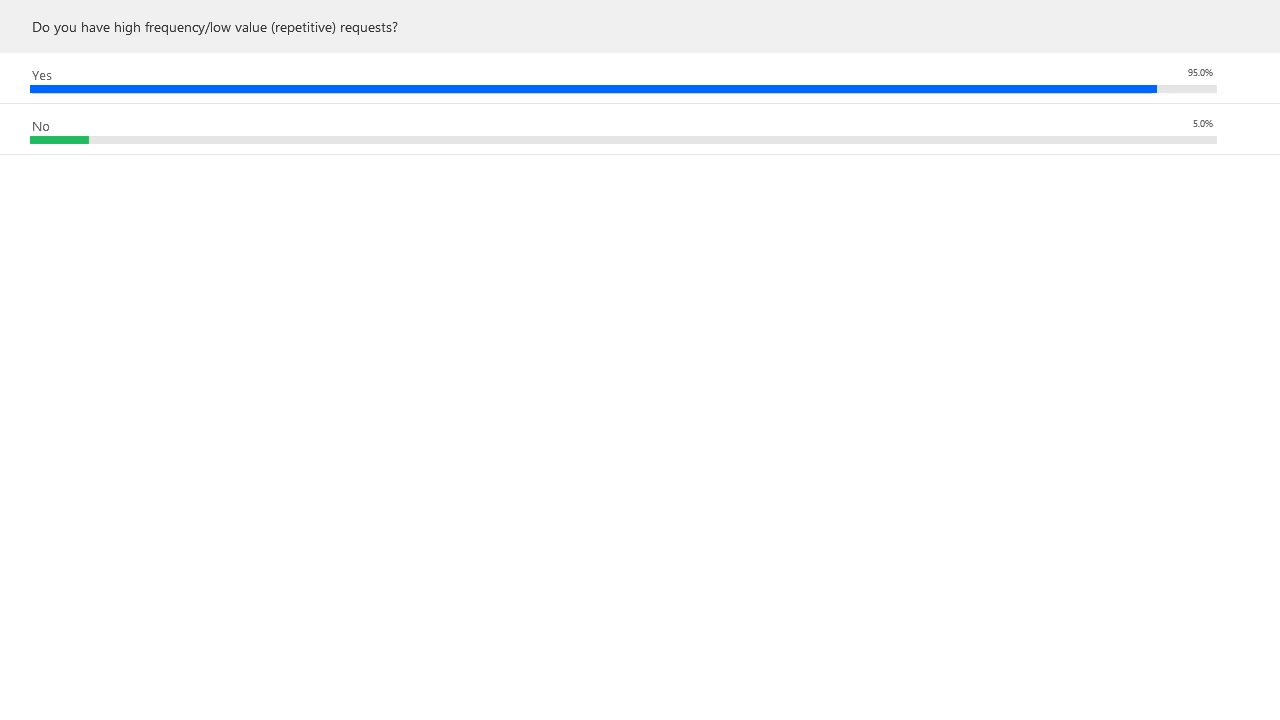 Do you have high frequency/low value (repetitive) requests?
Yes
95.0%
No
5.0%